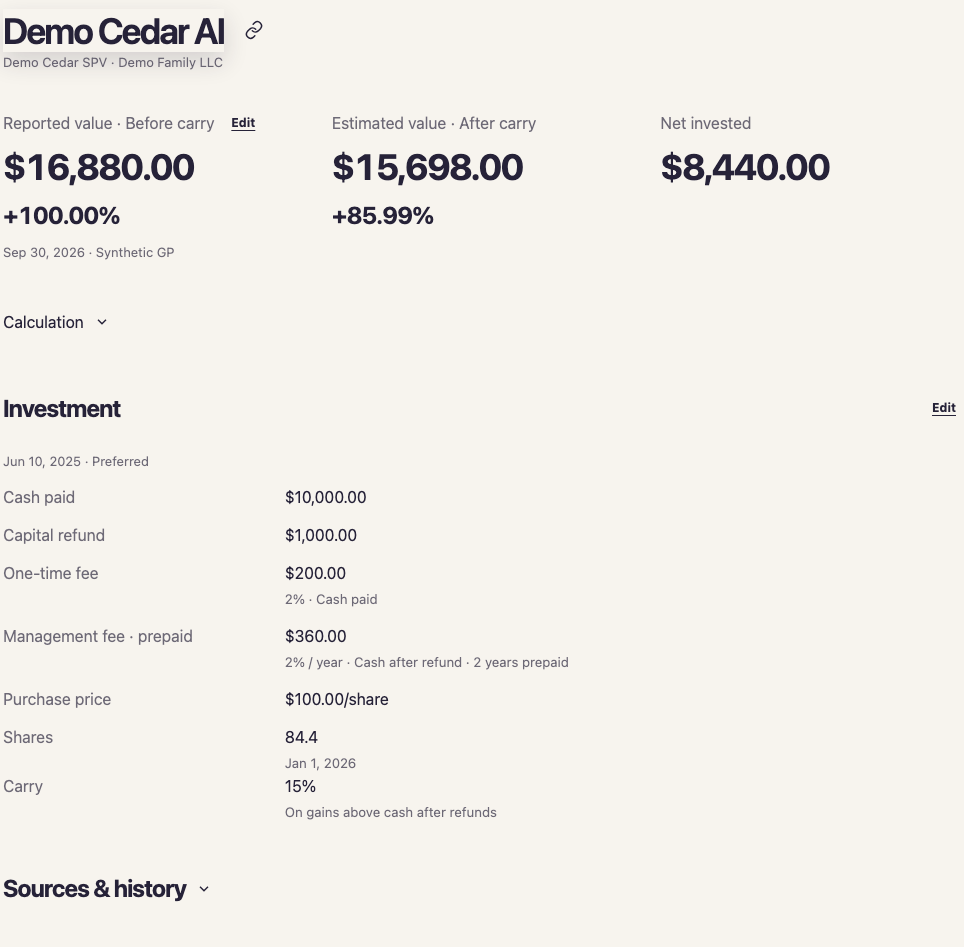 Demo Cedar AI
Demo Cedar SPV · Demo Family LLC
Reported value · Before carry Edit
$16,880.00
+100.00%
Sep 30, 2026 · Synthetic GP
Estimated value · After carry
$15,698.00
+85.99%
Net invested
$8,440.00
Calculation
Investment Edit
Jun 10, 2025 · Preferred
Cash paid $10,000.00
Capital refund $1,000.00
One-time fee $200.00
2% · Cash paid
Management fee · prepaid $360.00
2% / year · Cash after refund · 2 years prepaid
Purchase price $100.00/share
Shares 84.4
Jan 1, 2026
Carry 15%
On gains above cash after refunds
Sources & history